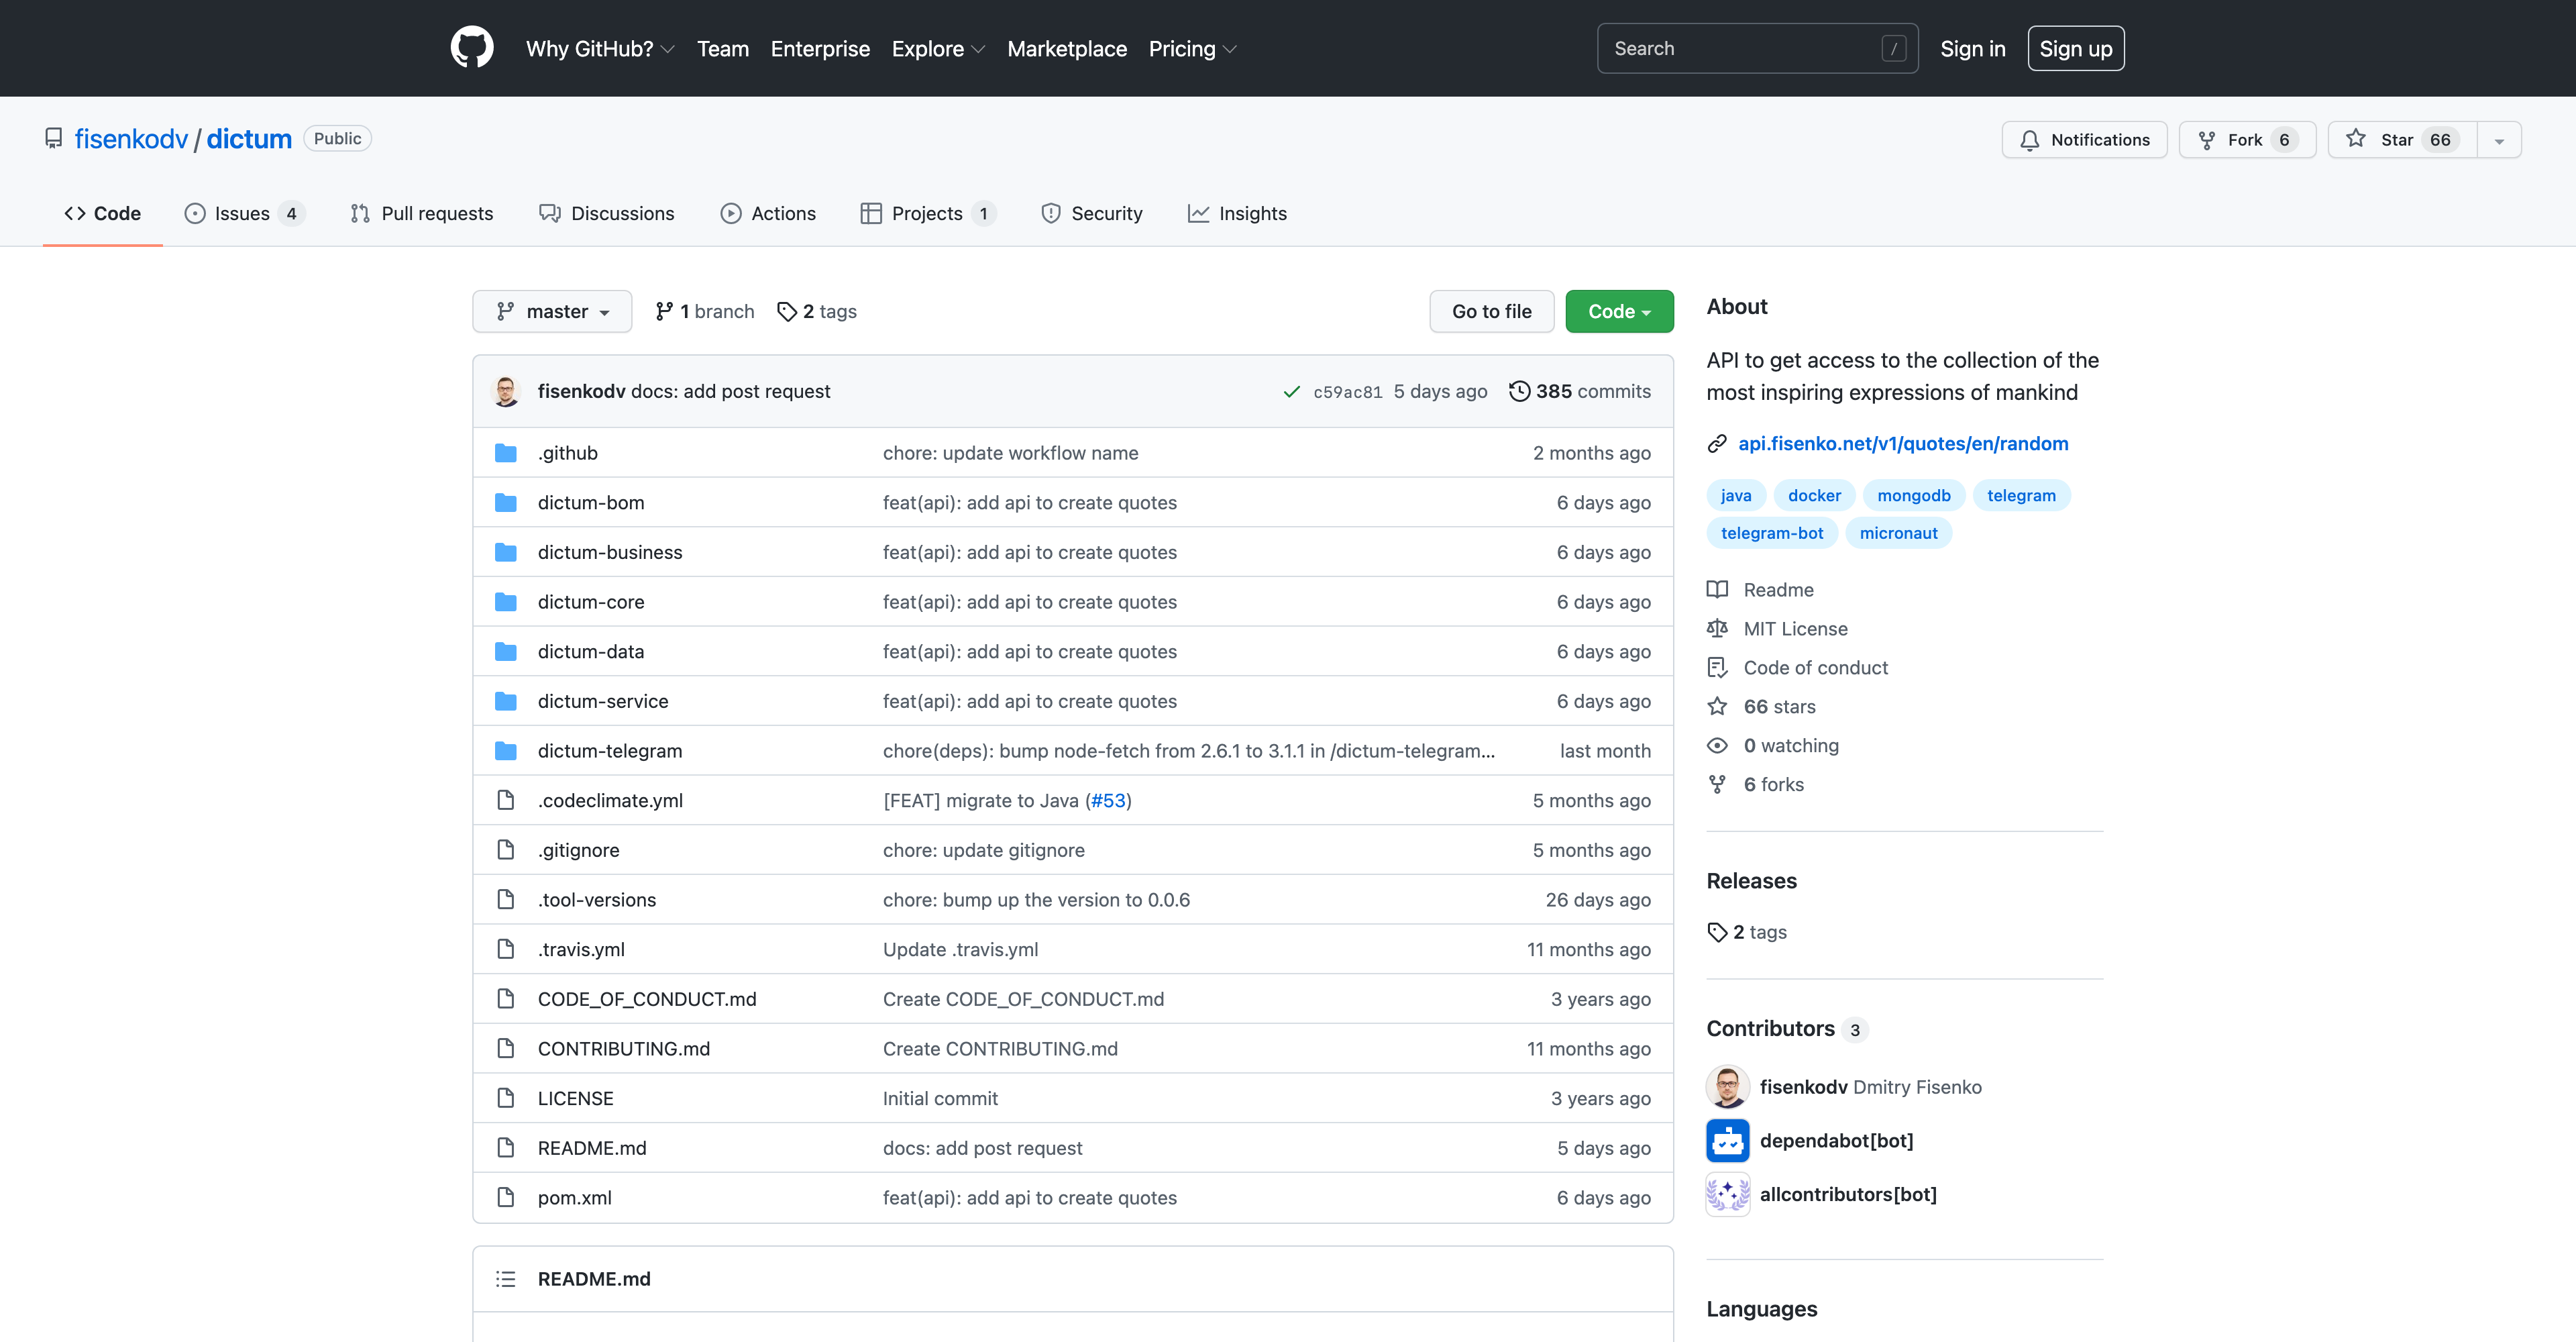 Why GitHub? Team Enterprise Explore Marketplace Pricing Search / Sign in Sign up
fisenkodv / dictum Public Notifications Fork 6 Star 66
Code Issues 4 Pull requests Discussions Actions Projects 1 Security Insights
master 1 branch 2 tags Go to file Code
fisenkodv docs: add post request c59ac81 5 days ago 385 commits
.github chore: update workflow name 2 months ago
dictum-bom feat(api): add api to create quotes 6 days ago
dictum-business feat(api): add api to create quotes 6 days ago
dictum-core feat(api): add api to create quotes 6 days ago
dictum-data feat(api): add api to create quotes 6 days ago
dictum-service feat(api): add api to create quotes 6 days ago
dictum-telegram chore(deps): bump node-fetch from 2.6.1 to 3.1.1 in /dictum-telegram... last month
.codeclimate.yml [FEAT] migrate to Java (#53) 5 months ago
.gitignore chore: update gitignore 5 months ago
.tool-versions chore: bump up the version to 0.0.6 26 days ago
.travis.yml Update .travis.yml 11 months ago
CODE_OF_CONDUCT.md Create CODE_OF_CONDUCT.md 3 years ago
CONTRIBUTING.md Create CONTRIBUTING.md 11 months ago
LICENSE Initial commit 3 years ago
README.md docs: add post request 5 days ago
pom.xml feat(api): add api to create quotes 6 days ago
README.md
About
API to get access to the collection of the
most inspiring expressions of mankind
api.fisenko.net/v1/quotes/en/random
java docker mongodb telegram
telegram-bot micronaut
Readme
MIT License
Code of conduct
66 stars
0 watching
6 forks
Releases
2 tags
Contributors 3
fisenkodv Dmitry Fisenko
dependabot[bot]
allcontributors[bot]
Languages